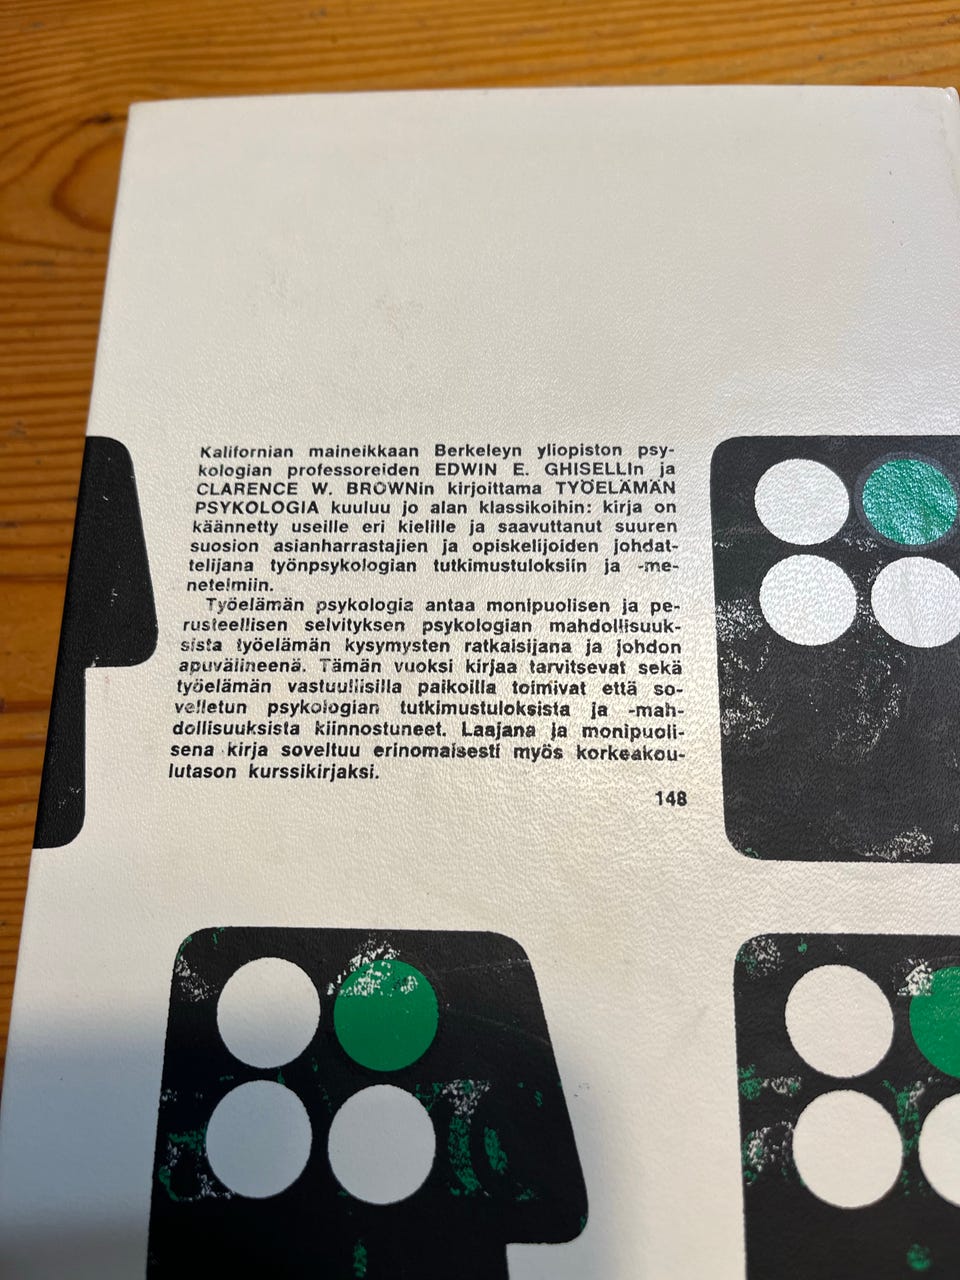 Kalifornian maineikkaan Berkeleyn yliopiston psy-
kologian professoreiden EDWIN E. GHISELLIn ja
CLARENCE W. BROWNin kirjoittama TYÖELÄMÄN
PSYKOLOGIA kuuluu jo alan klassikoihin: kirja on
käännetty useille eri kielille ja saavuttanut suuren
suosion asianharrastajien ja opiskelijoiden johdat-
telijana työnpsykologian tutkimustuloksiin ja -me-
netelmiin.
Työelämän psykologia antaa monipuolisen ja pe-
rusteellisen selvityksen psykologian mahdollisuuk-
sista työelämän kysymysten ratkaisijana ja johdon
apuvälineenä. Tämän vuoksi kirjaa tarvitsevat sekä
työelämän vastuullisilla paikoilla toimivat että so-
velletun psykologian tutkimustuloksista ja -mah-
dollisuuksista kiinnostuneet. Laajana ja monipuoli-
sena kirja soveltuu erinomaisesti myös korkeakou-
lutason kurssikirjaksi.
148